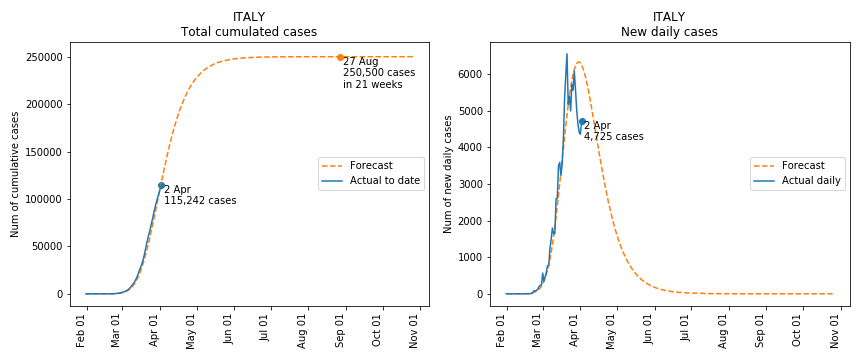 ITALY
Total cumulated cases
Num of cumulative cases
250000
200000
150000
100000
50000
0
27 Aug
250,500 cases
in 21 weeks
2 Apr
115,242 cases
Forecast
Actual to date
Feb 01
Mar 01
Apr 01
May 01
Jun 01
Jul 01
Aug 01
Sep 01
Oct 01
Nov 01
ITALY
New daily cases
Num of new daily cases
6000
5000
4000
3000
2000
1000
0
2 Apr
4,725 cases
Forecast
Actual daily
Feb 01
Mar 01
Apr 01
May 01
Jun 01
Jul 01
Aug 01
Sep 01
Oct 01
Nov 01